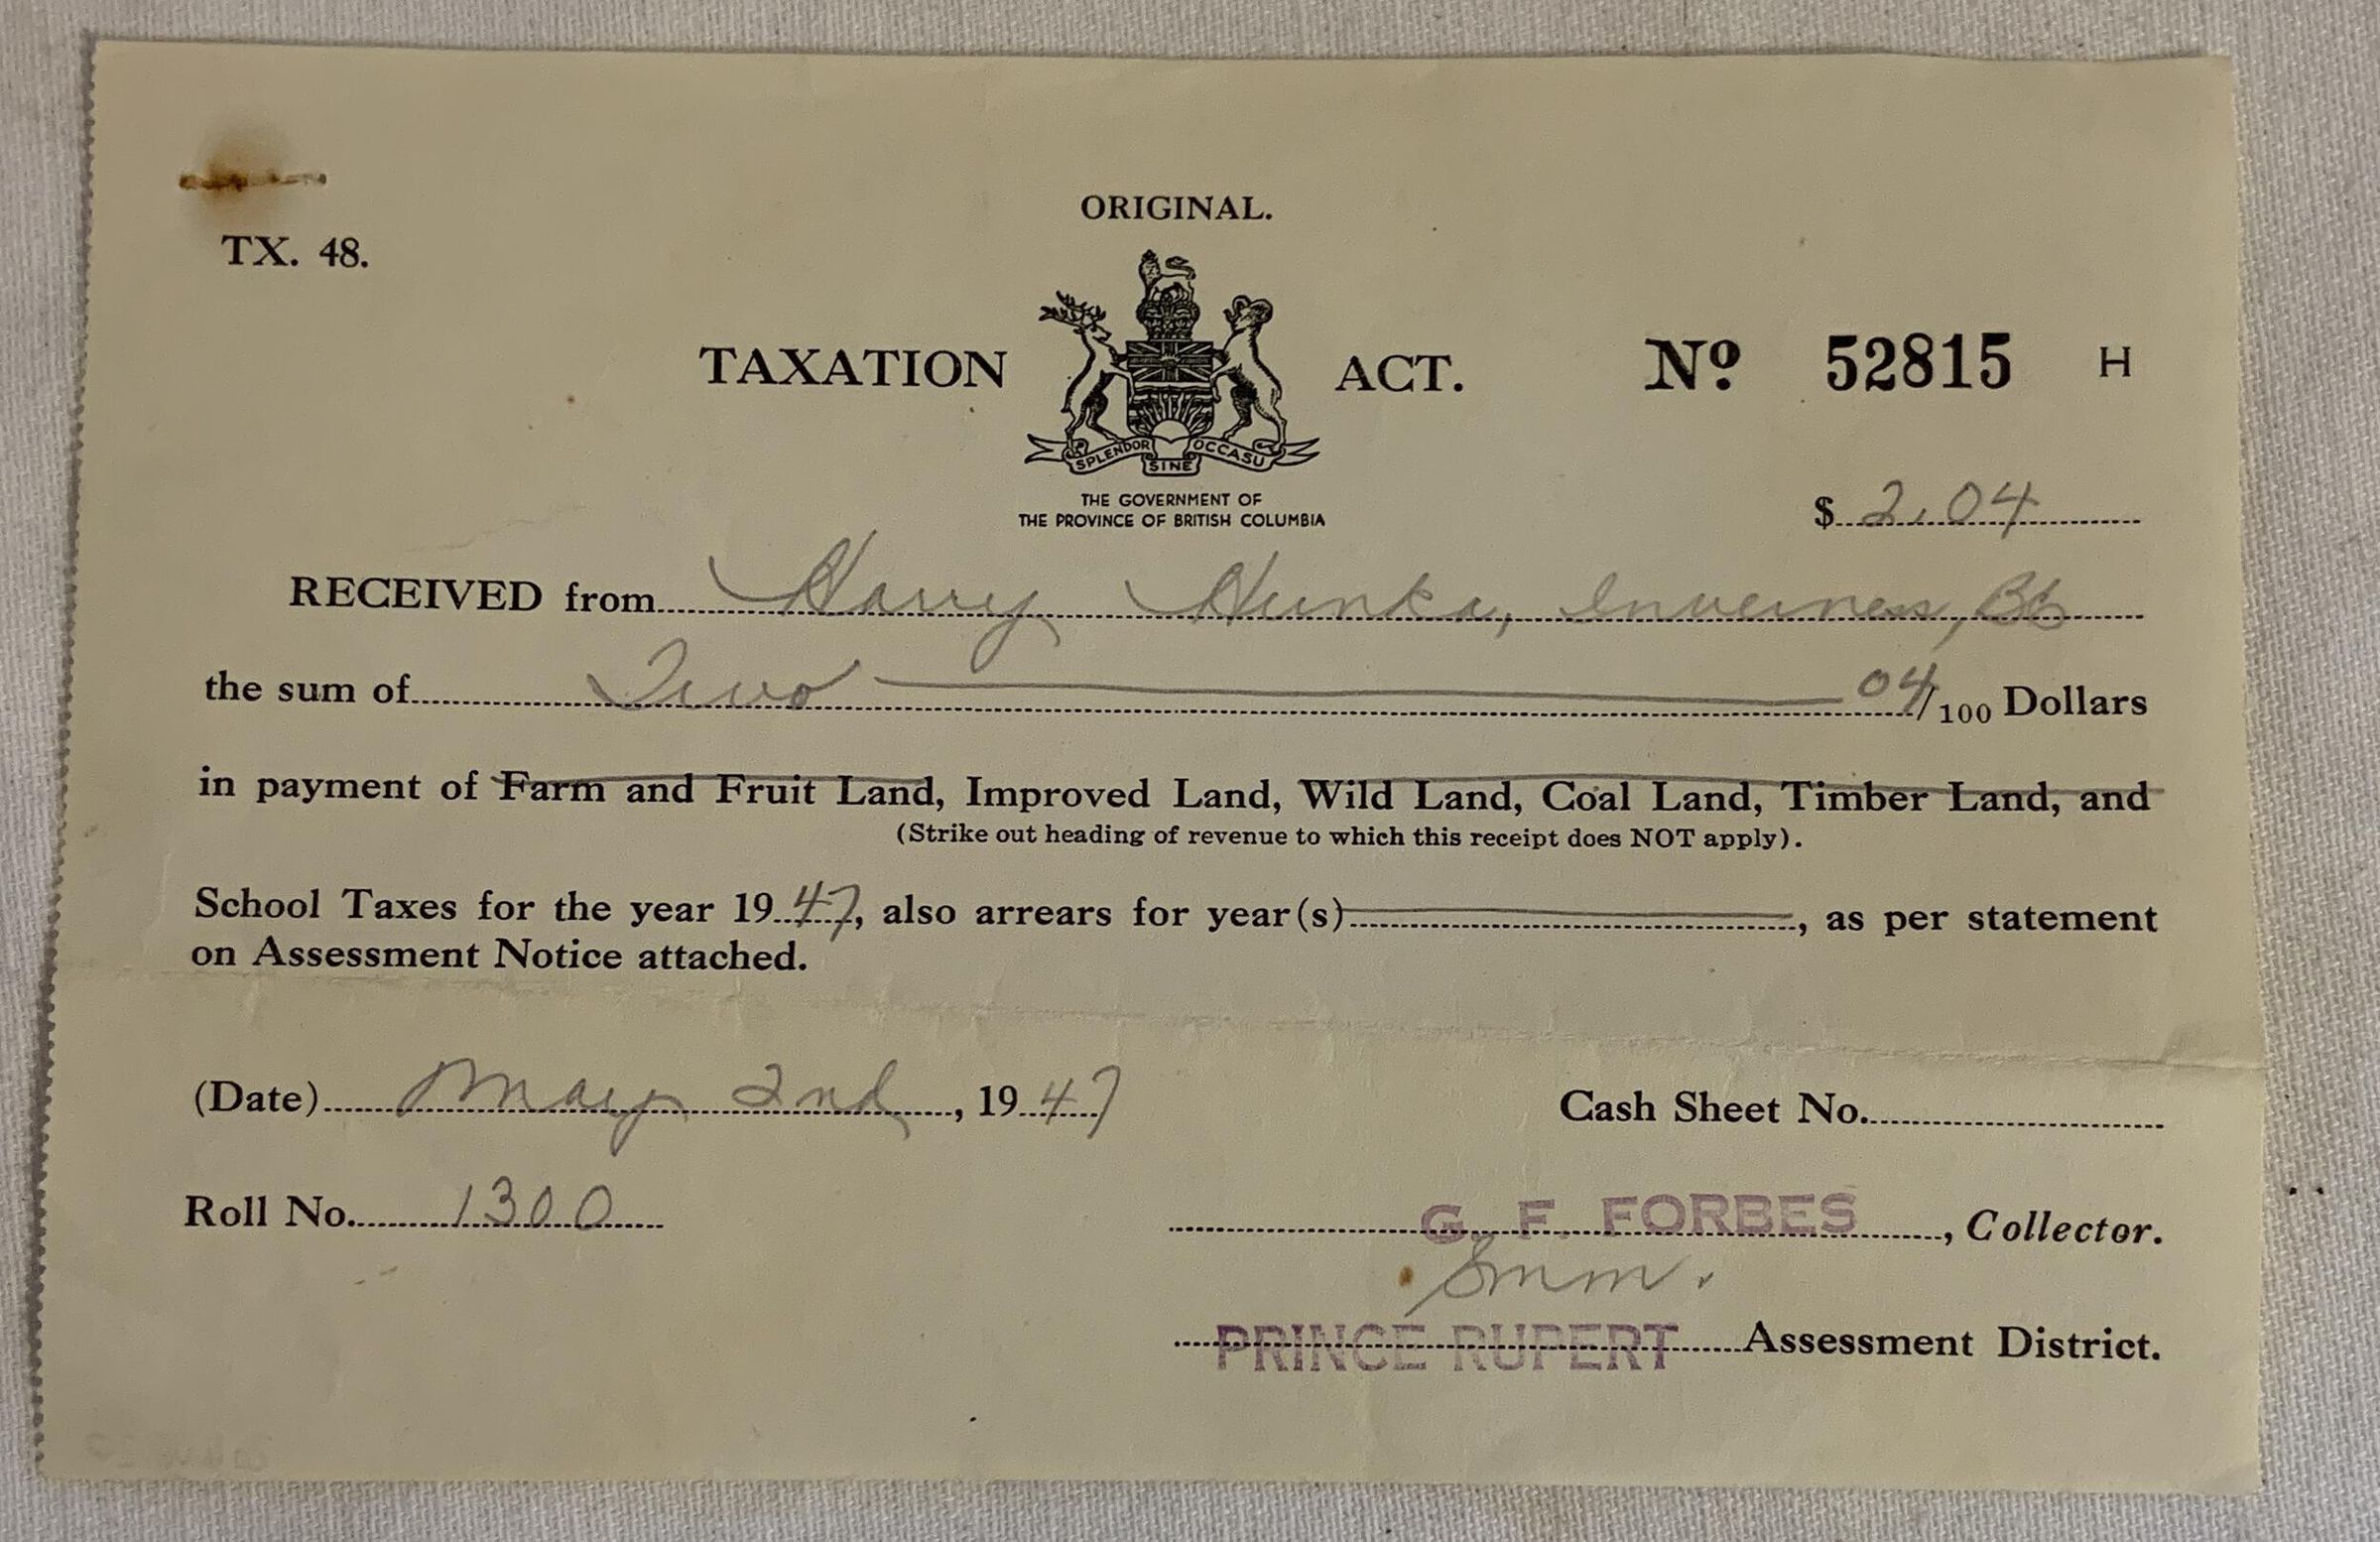 ORIGINAL.
TX. 48.
TAXATION ACT. Nº 52815 H
SPLENDOR SINE OCCASU
THE GOVERNMENT OF
THE PROVINCE OF BRITISH COLUMBIA
$ 2.04
RECEIVED from Harry Hunka, Inverness, BC
the sum of Two 04/100 Dollars
in payment of Farm and Fruit Land, Improved Land, Wild Land, Coal Land, Timber Land, and
(Strike out heading of revenue to which this receipt does NOT apply).
School Taxes for the year 1947, also arrears for year(s), as per statement
on Assessment Notice attached.
(Date) May 2nd, 1947 Cash Sheet No.
Roll No. 1300 G. F. FORBES, Collector.
PRINCE RUPERT Assessment District.